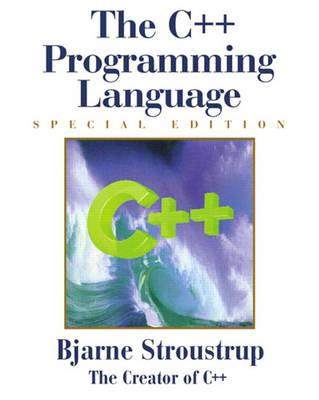 The C++
Programming
Language
SPECIAL EDITION
C++
Bjarne Stroustrup
The Creator of C++